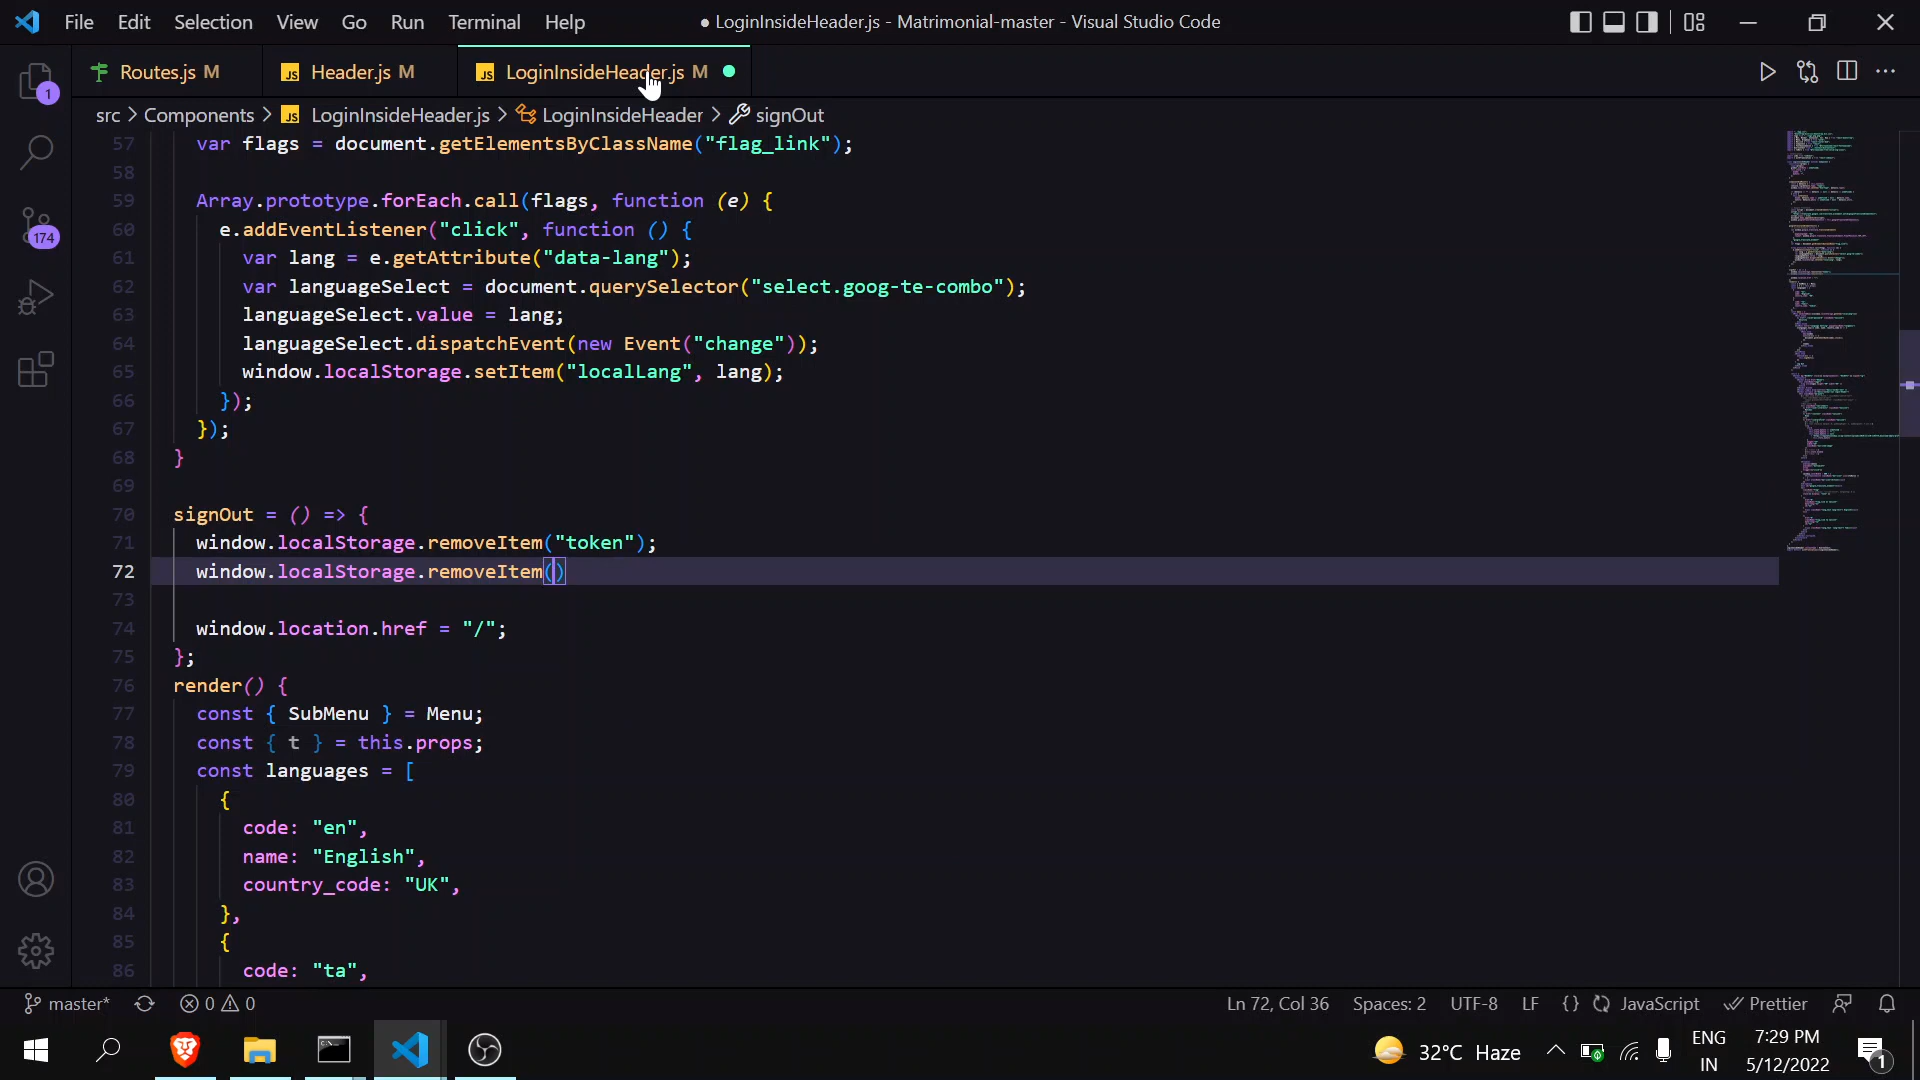 File Edit Selection View Go Run Terminal Help
● LoginInsideHeader.js - Matrimonial-master - Visual Studio Code
Routes.js M
JS Header.js M
JS LoginInsideHeader.js M
src > Components > JS LoginInsideHeader.js > LoginInsideHeader > signOut
57 var flags = document.getElementsByClassName("flag_link");
58
59 Array.prototype.forEach.call(flags, function (e) {
60 e.addEventListener("click", function () {
61 var lang = e.getAttribute("data-lang");
62 var languageSelect = document.querySelector("select.goog-te-combo");
63 languageSelect.value = lang;
64 languageSelect.dispatchEvent(new Event("change"));
65 window.localStorage.setItem("localLang", lang);
66 });
67 });
68 }
69
70 signOut = () => {
71 window.localStorage.removeItem("token");
72 window.localStorage.removeItem()
73
74 window.location.href = "/";
75 };
76 render() {
77 const { SubMenu } = Menu;
78 const { t } = this.props;
79 const languages = [
80 {
81 code: "en",
82 name: "English",
83 country_code: "UK",
84 },
85 {
86 code: "ta",
1
174
master* 0 0
Ln 72, Col 36 Spaces: 2 UTF-8 LF {} JavaScript Prettier
32°C Haze
ENG
IN
7:29 PM
5/12/2022
1